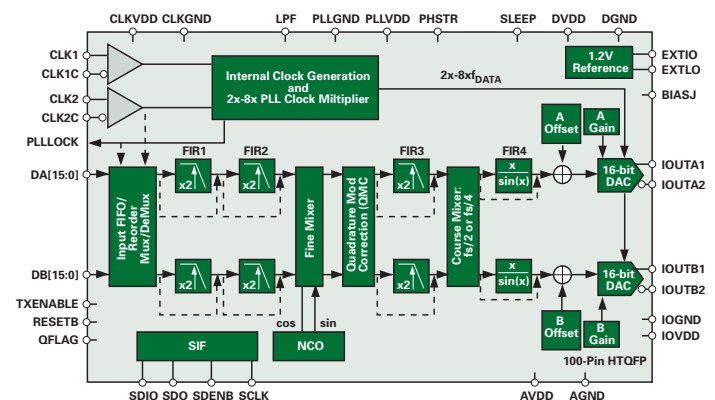 CLKVDD CLKGND LPF PLLGND PLLVDD PHSTR SLEEP DVDD DGND
CLK1
CLK1C
CLK2
CLK2C
PLLLOCK
Internal Clock Generation
and
2x-8x PLL Clock Miltiplier
2x-8xfDATA
1.2V
Reference
EXTIO
EXTLO
BIASJ
A
Offset
A
Gain
FIR1 FIR2 FIR3 FIR4
DA[15:0]
x2
x2
x2
x
sin(x)
16-bit
DAC
IOUTA1
IOUTA2
Input FIFO/
Reorder
Mux/DeMux
Fine Mixer
Quadrature Mod
Correction (QMC
Course Mixer:
fs/2 or fs/4
DB[15:0]
x2
x2
x2
x
sin(x)
16-bit
DAC
IOUTB1
IOUTB2
TXENABLE
RESETB
QFLAG
cos sin
SIF
NCO
B
Offset
B
Gain
IOGND
IOVDD
100-Pin HTQFP
SDIO SDO SDENB SCLK AVDD AGND